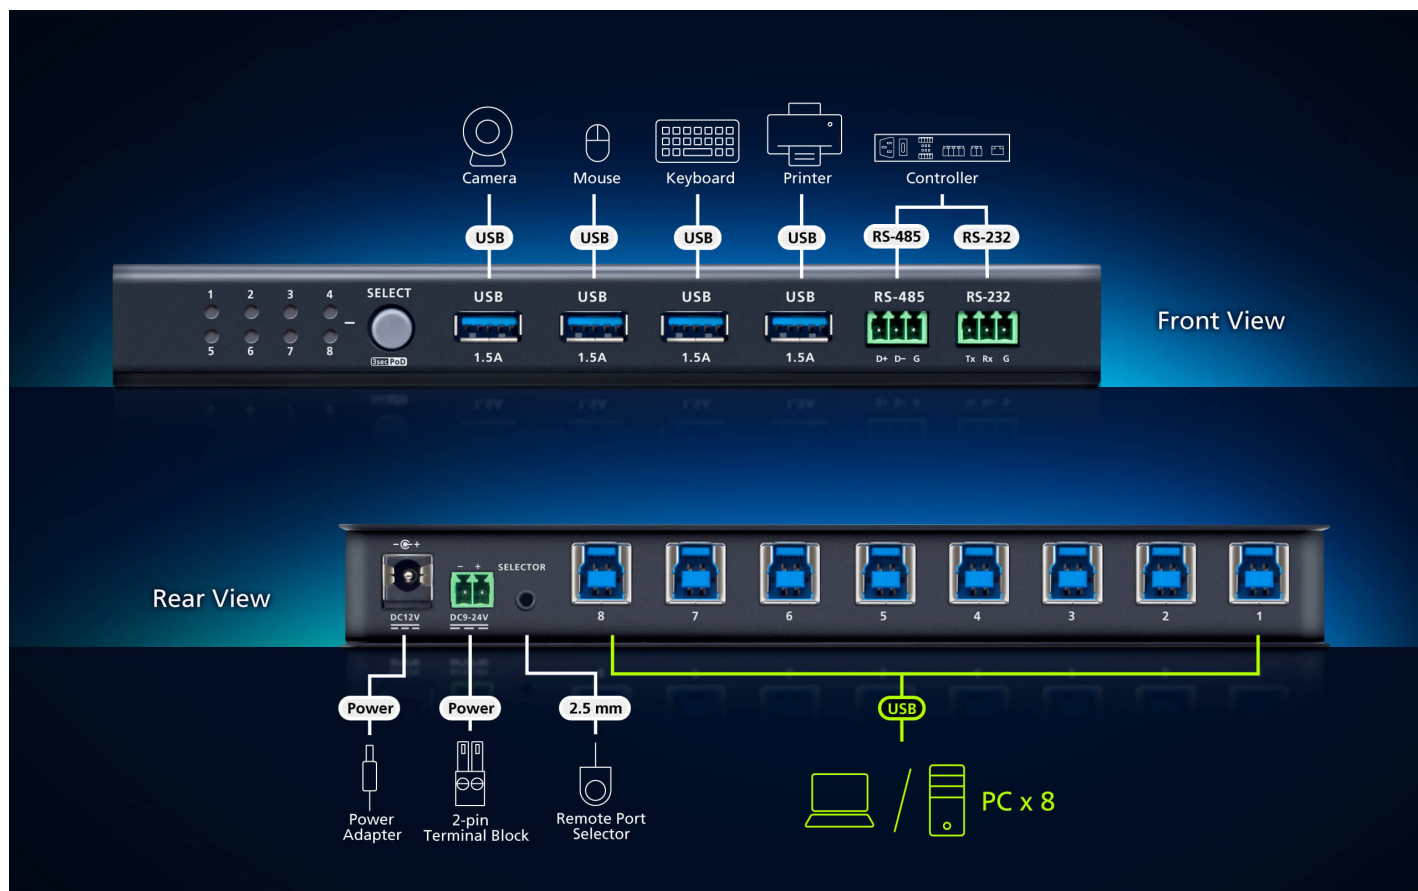 Camera
Mouse
Keyboard
Printer
Controller
USB
USB
USB
USB
RS-485
RS-232
1 2 3 4
SELECT
USB
USB
USB
USB
RS-485
RS-232
5 6 7 8
3sec PoD
1.5A
1.5A
1.5A
1.5A
D+ D– G
Tx Rx G
Front View
Rear View
– +
– +
SELECTOR
DC12V
DC9-24V
8 7 6 5 4 3 2 1
Power
Power
2.5 mm
USB
Power
Adapter
2-pin
Terminal Block
Remote Port
Selector
PC x 8